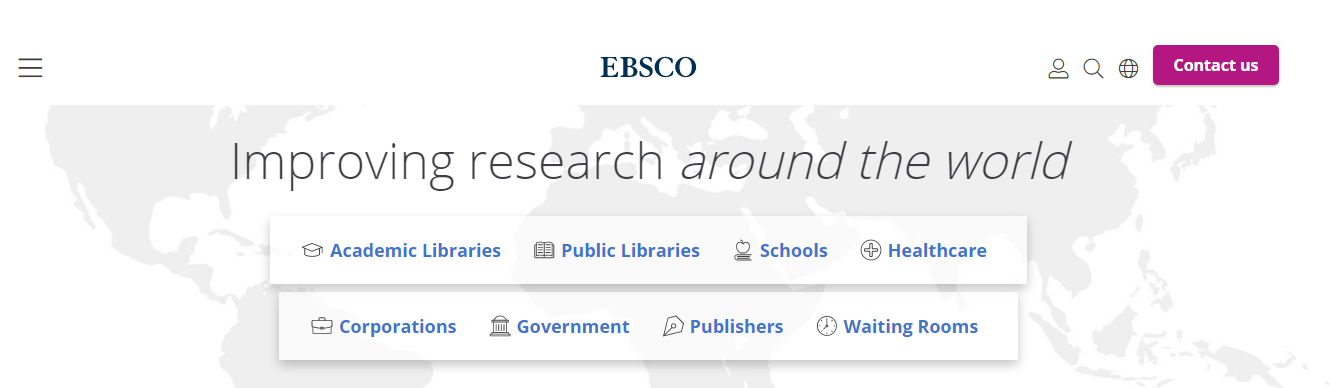 EBSCO
Contact us
Improving research around the world
Academic Libraries Public Libraries Schools Healthcare
Corporations Government Publishers Waiting Rooms